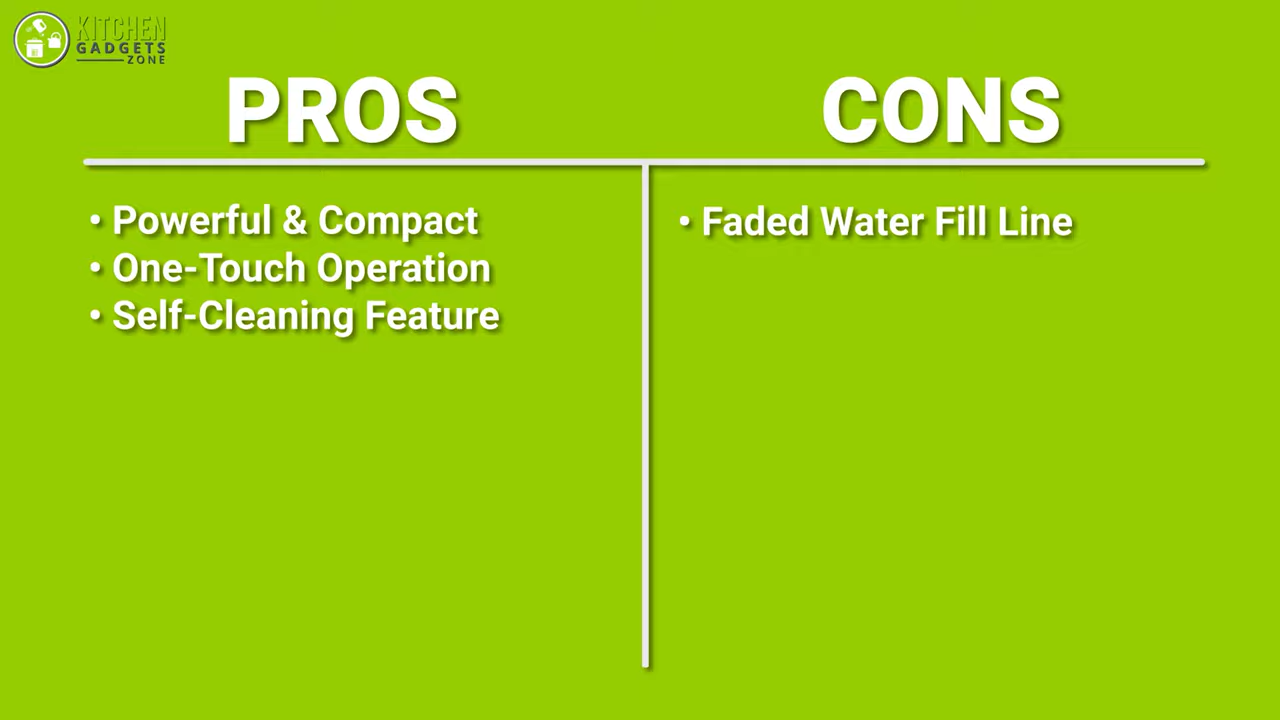 KITCHEN
GADGETS
ZONE
PROS
CONS
• Powerful & Compact
• One-Touch Operation
• Self-Cleaning Feature
• Faded Water Fill Line